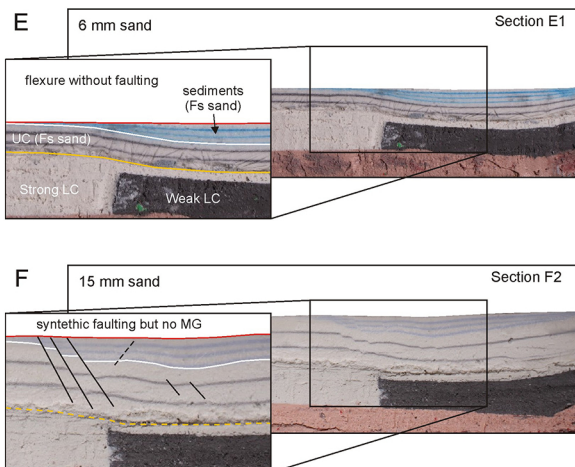 E
6 mm sand
Section E1
flexure without faulting
sediments
(Fs sand)
UC (Fs sand)
Strong LC
Weak LC
F
15 mm sand
Section F2
syntethic faulting but no MG